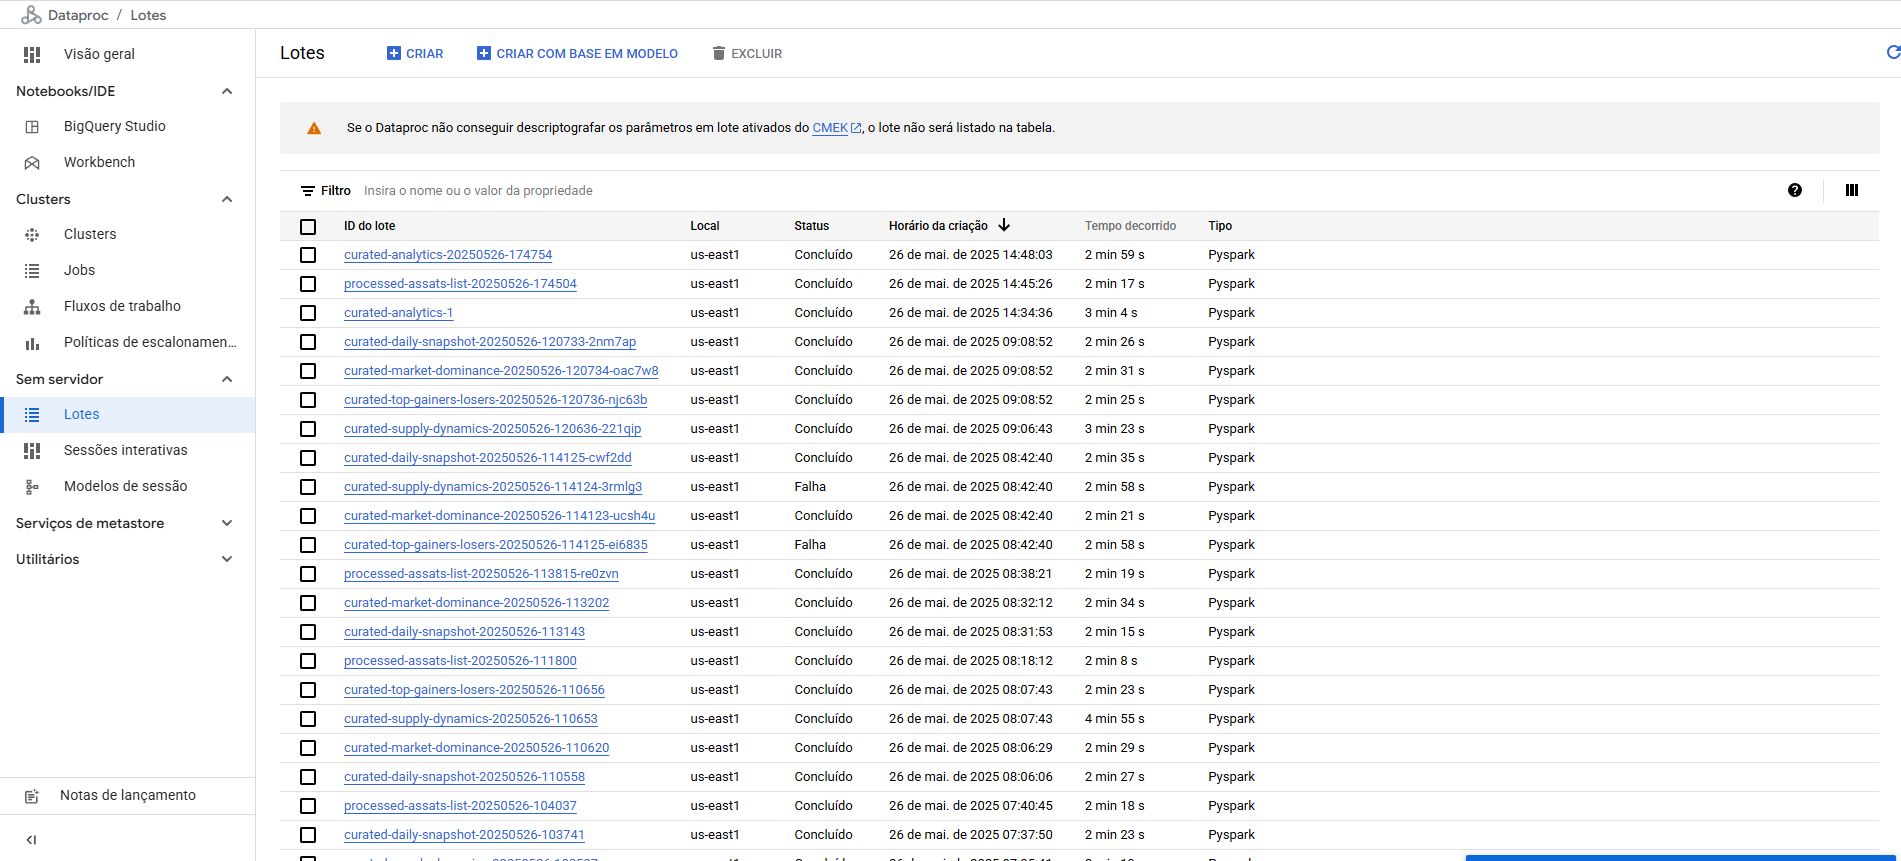 Dataproc / Lotes
Visão geral
Notebooks/IDE
BigQuery Studio
Workbench
Clusters
Clusters
Jobs
Fluxos de trabalho
Políticas de escalonamen...
Sem servidor
Lotes
Sessões interativas
Modelos de sessão
Serviços de metastore
Utilitários
Notas de lançamento
Lotes CRIAR CRIAR COM BASE EM MODELO EXCLUIR
Se o Dataproc não conseguir descriptografar os parâmetros em lote ativados do CMEK, o lote não será listado na tabela.
Filtro Insira o nome ou o valor da propriedade
ID do lote Local Status Horário da criação Tempo decorrido Tipo
curated-analytics-20250526-174754 us-east1 Concluído 26 de mai. de 2025 14:48:03 2 min 59 s Pyspark
processed-assats-list-20250526-174504 us-east1 Concluído 26 de mai. de 2025 14:45:26 2 min 17 s Pyspark
curated-analytics-1 us-east1 Concluído 26 de mai. de 2025 14:34:36 3 min 4 s Pyspark
curated-daily-snapshot-20250526-120733-2nm7ap us-east1 Concluído 26 de mai. de 2025 09:08:52 2 min 26 s Pyspark
curated-market-dominance-20250526-120734-oac7w8 us-east1 Concluído 26 de mai. de 2025 09:08:52 2 min 31 s Pyspark
curated-top-gainers-losers-20250526-120736-njc63b us-east1 Concluído 26 de mai. de 2025 09:08:52 2 min 25 s Pyspark
curated-supply-dynamics-20250526-120636-221qip us-east1 Concluído 26 de mai. de 2025 09:06:43 3 min 23 s Pyspark
curated-daily-snapshot-20250526-114125-cwf2dd us-east1 Concluído 26 de mai. de 2025 08:42:40 2 min 35 s Pyspark
curated-supply-dynamics-20250526-114124-3rmlg3 us-east1 Falha 26 de mai. de 2025 08:42:40 2 min 58 s Pyspark
curated-market-dominance-20250526-114123-ucsh4u us-east1 Concluído 26 de mai. de 2025 08:42:40 2 min 21 s Pyspark
curated-top-gainers-losers-20250526-114125-ei6835 us-east1 Falha 26 de mai. de 2025 08:42:40 2 min 58 s Pyspark
processed-assats-list-20250526-113815-re0zvn us-east1 Concluído 26 de mai. de 2025 08:38:21 2 min 19 s Pyspark
curated-market-dominance-20250526-113202 us-east1 Concluído 26 de mai. de 2025 08:32:12 2 min 34 s Pyspark
curated-daily-snapshot-20250526-113143 us-east1 Concluído 26 de mai. de 2025 08:31:53 2 min 15 s Pyspark
processed-assats-list-20250526-111800 us-east1 Concluído 26 de mai. de 2025 08:18:12 2 min 8 s Pyspark
curated-top-gainers-losers-20250526-110656 us-east1 Concluído 26 de mai. de 2025 08:07:43 2 min 23 s Pyspark
curated-supply-dynamics-20250526-110653 us-east1 Concluído 26 de mai. de 2025 08:07:43 4 min 55 s Pyspark
curated-market-dominance-20250526-110620 us-east1 Concluído 26 de mai. de 2025 08:06:29 2 min 29 s Pyspark
curated-daily-snapshot-20250526-110558 us-east1 Concluído 26 de mai. de 2025 08:06:06 2 min 27 s Pyspark
processed-assats-list-20250526-104037 us-east1 Concluído 26 de mai. de 2025 07:40:45 2 min 18 s Pyspark
curated-daily-snapshot-20250526-103741 us-east1 Concluído 26 de mai. de 2025 07:37:50 2 min 23 s Pyspark